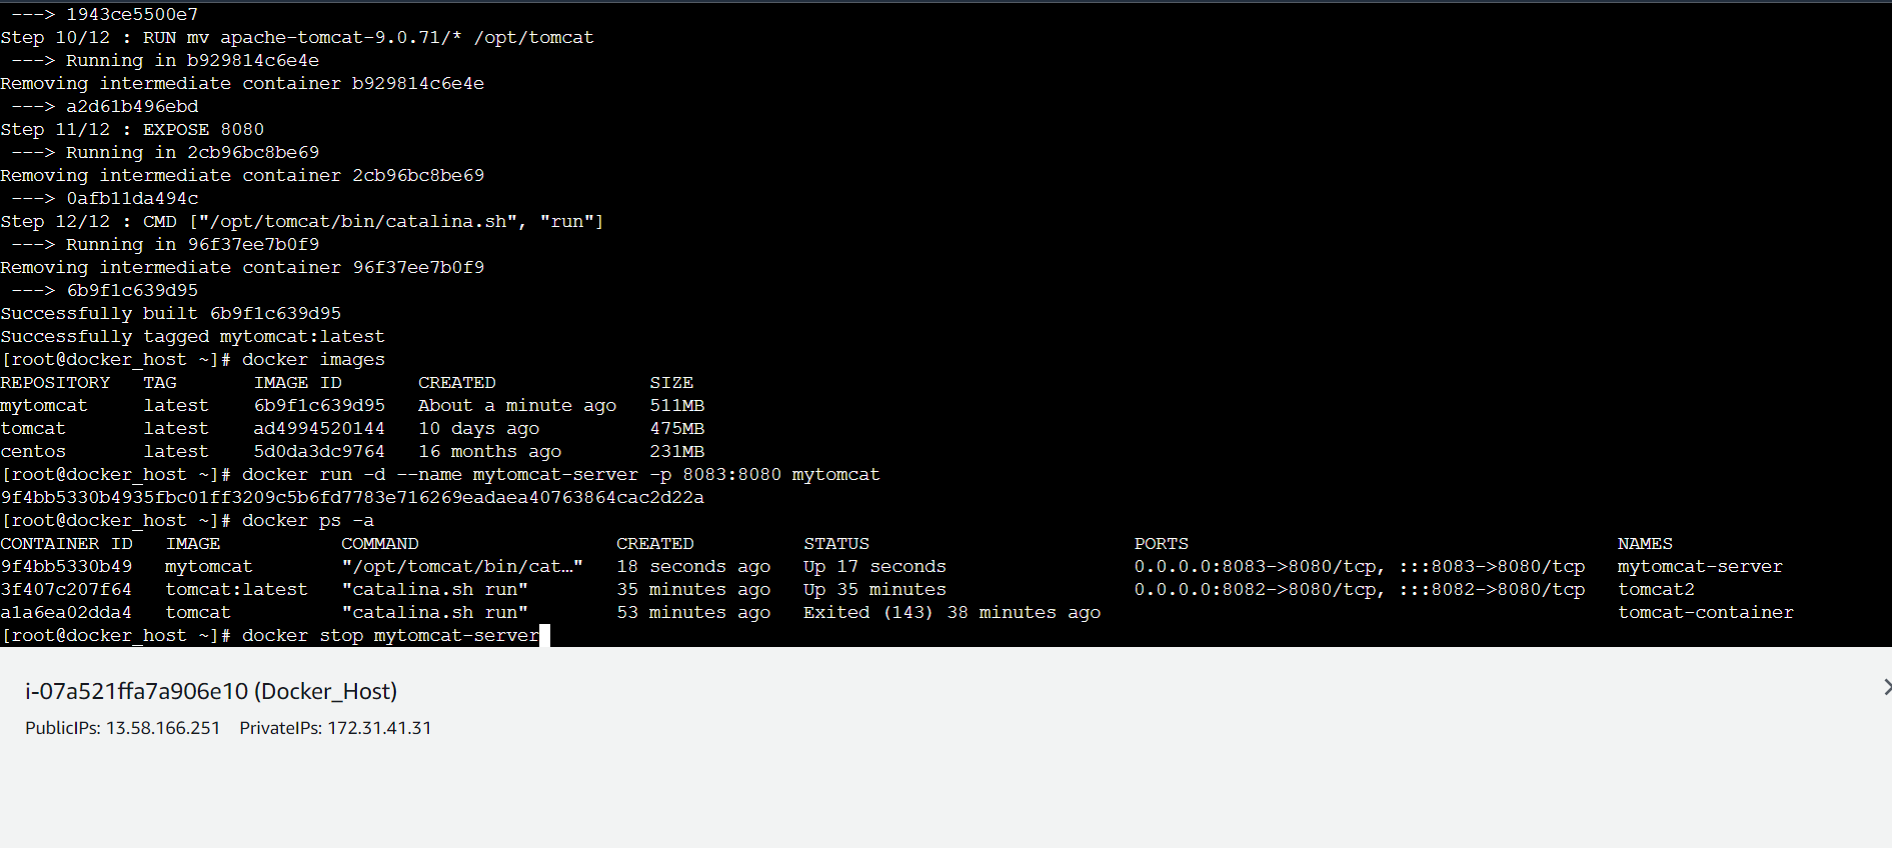 ---> 1943ce5500e7
Step 10/12 : RUN mv apache-tomcat-9.0.71/* /opt/tomcat
---> Running in b929814c6e4e
Removing intermediate container b929814c6e4e
---> a2d61b496ebd
Step 11/12 : EXPOSE 8080
---> Running in 2cb96bc8be69
Removing intermediate container 2cb96bc8be69
---> 0afb11da494c
Step 12/12 : CMD ["/opt/tomcat/bin/catalina.sh", "run"]
---> Running in 96f37ee7b0f9
Removing intermediate container 96f37ee7b0f9
---> 6b9f1c639d95
Successfully built 6b9f1c639d95
Successfully tagged mytomcat:latest
[root@docker_host ~]# docker images
REPOSITORY TAG IMAGE ID CREATED SIZE
mytomcat latest 6b9f1c639d95 About a minute ago 511MB
tomcat latest ad4994520144 10 days ago 475MB
centos latest 5d0da3dc9764 16 months ago 231MB
[root@docker_host ~]# docker run -d --name mytomcat-server -p 8083:8080 mytomcat
9f4bb5330b4935fbc01ff3209c5b6fd7783e716269eadaea40763864cac2d22a
[root@docker_host ~]# docker ps -a
CONTAINER ID IMAGE COMMAND CREATED STATUS PORTS NAMES
9f4bb5330b49 mytomcat "/opt/tomcat/bin/cat…" 18 seconds ago Up 17 seconds 0.0.0.0:8083->8080/tcp, :::8083->8080/tcp mytomcat-server
3f407c207f64 tomcat:latest "catalina.sh run" 35 minutes ago Up 35 minutes 0.0.0.0:8082->8080/tcp, :::8082->8080/tcp tomcat2
a1a6ea02dda4 tomcat "catalina.sh run" 53 minutes ago Exited (143) 38 minutes ago tomcat-container
[root@docker_host ~]# docker stop mytomcat-server
i-07a521ffa7a906e10 (Docker_Host)
PublicIPs: 13.58.166.251 PrivateIPs: 172.31.41.31